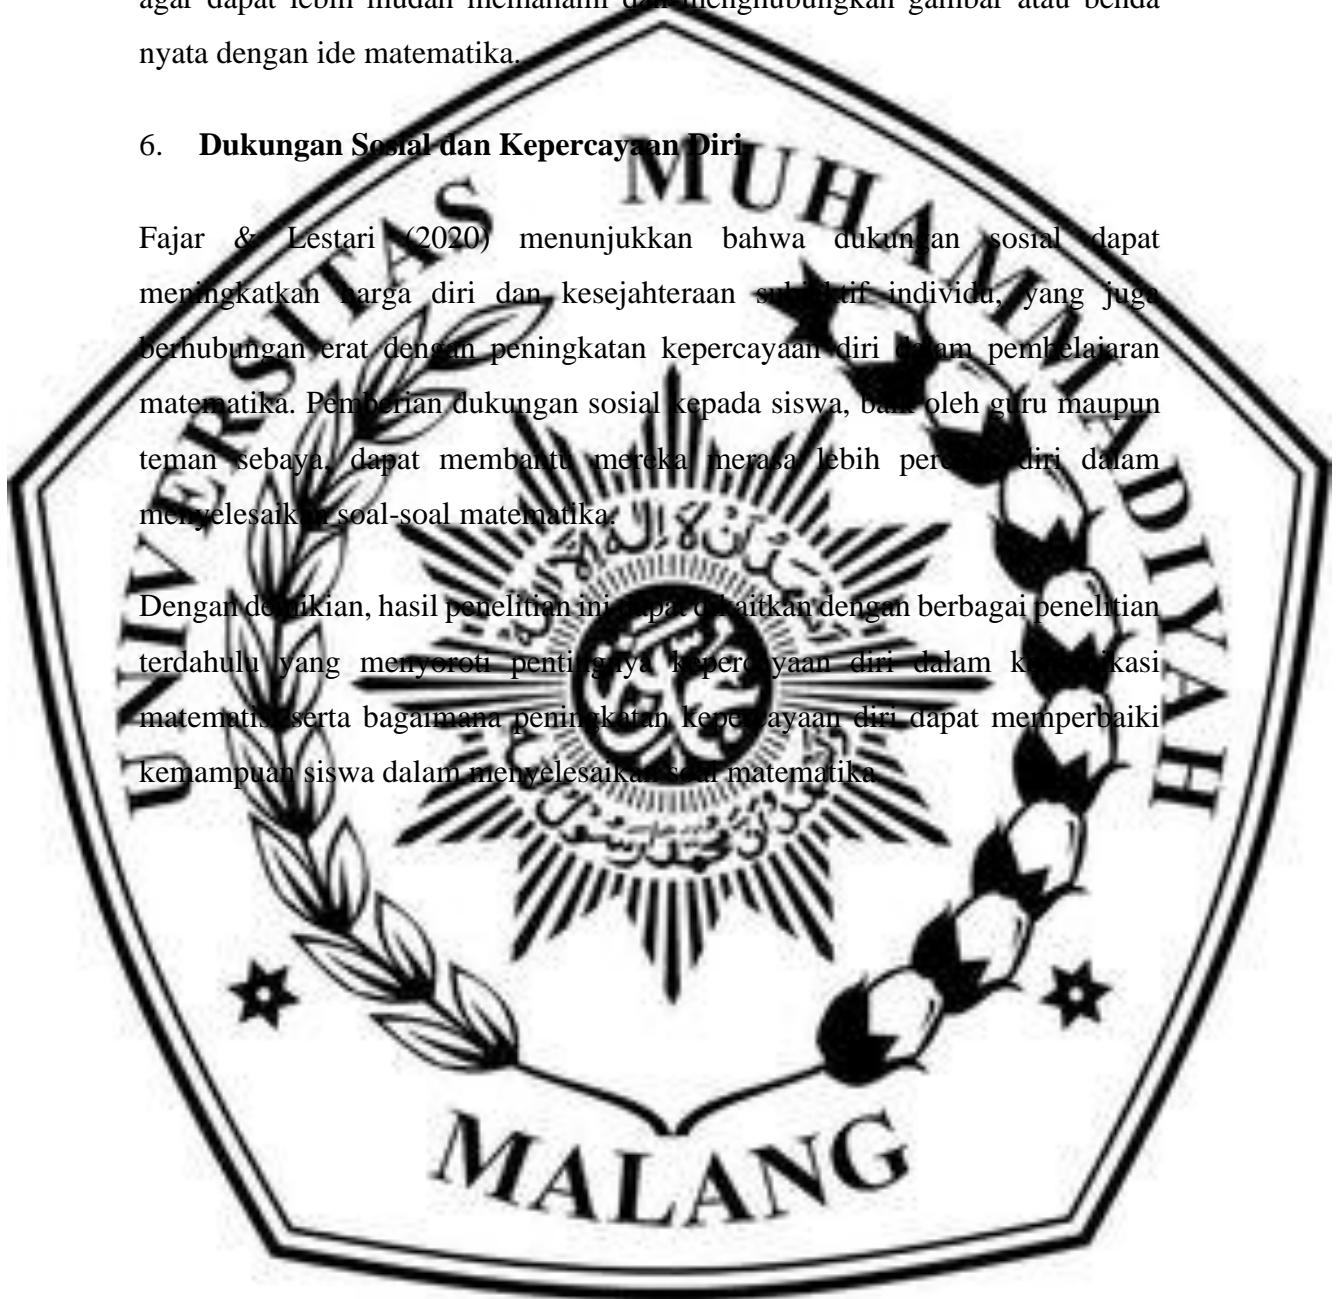 agar dapat lebih mudah memahami dan menghubungkan gambar atau benda
nyata dengan ide matematika.
6. Dukungan Sosial dan Kepercayaan Diri
Fajar & Lestari (2020) menunjukkan bahwa dukungan sosial dapat
meningkatkan harga diri dan kesejahteraan subjektif individu, yang juga
berhubungan erat dengan peningkatan kepercayaan diri dalam pembelajaran
matematika. Pemberian dukungan sosial kepada siswa, baik oleh guru maupun
teman sebaya, dapat membantu mereka merasa lebih percaya diri dalam
menyelesaikan soal-soal matematika.
Dengan demikian, hasil penelitian ini dapat dikaitkan dengan berbagai penelitian
terdahulu yang menyoroti pentingnya kepercayaan diri dalam komunikasi
matematis serta bagaimana peningkatan kepercayaan diri dapat memperbaiki
kemampuan siswa dalam menyelesaikan soal matematika.
UNIVERSITAS MUHAMMADIYAH
MALANG